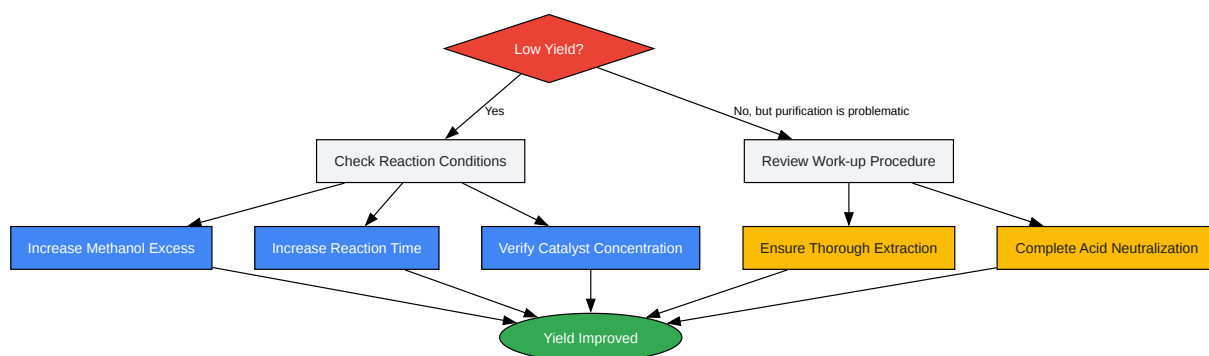 Low Yield?
Yes
No, but purification is problematic
Check Reaction Conditions
Review Work-up Procedure
Increase Methanol Excess
Increase Reaction Time
Verify Catalyst Concentration
Ensure Thorough Extraction
Complete Acid Neutralization
Yield Improved